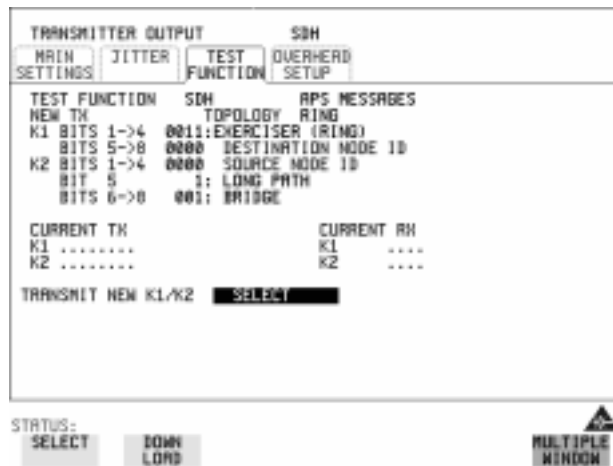 TRANSMITTER OUTPUT SDH
MAIN SETTINGS JITTER TEST FUNCTION OVERHEAD SETUP
TEST FUNCTION SDH APS MESSAGES
NEW TX TOPOLOGY RING
K1 BITS 1->4 0011:EXERCISER (RING)
BITS 5->8 0000 DESTINATION NODE ID
K2 BITS 1->4 0000 SOURCE NODE ID
BIT 5 1: LONG PATH
BITS 6->8 001: BRIDGE
CURRENT TX CURRENT RX
K1 ........ K1 ....
K2 ........ K2 ....
TRANSMIT NEW K1/K2 SELECT
STATUS:
SELECT DOWN LOAD MULTIPLE WINDOW